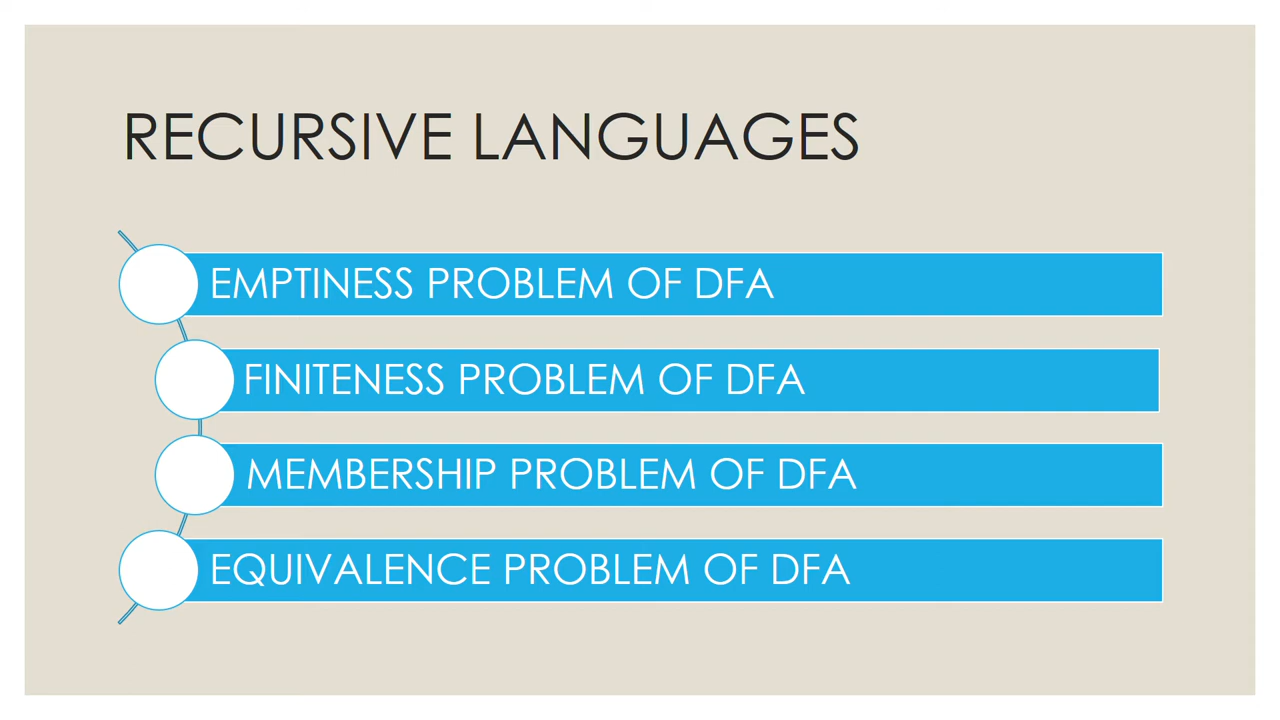 RECURSIVE LANGUAGES
EMPTINESS PROBLEM OF DFA
FINITENESS PROBLEM OF DFA
MEMBERSHIP PROBLEM OF DFA
EQUIVALENCE PROBLEM OF DFA